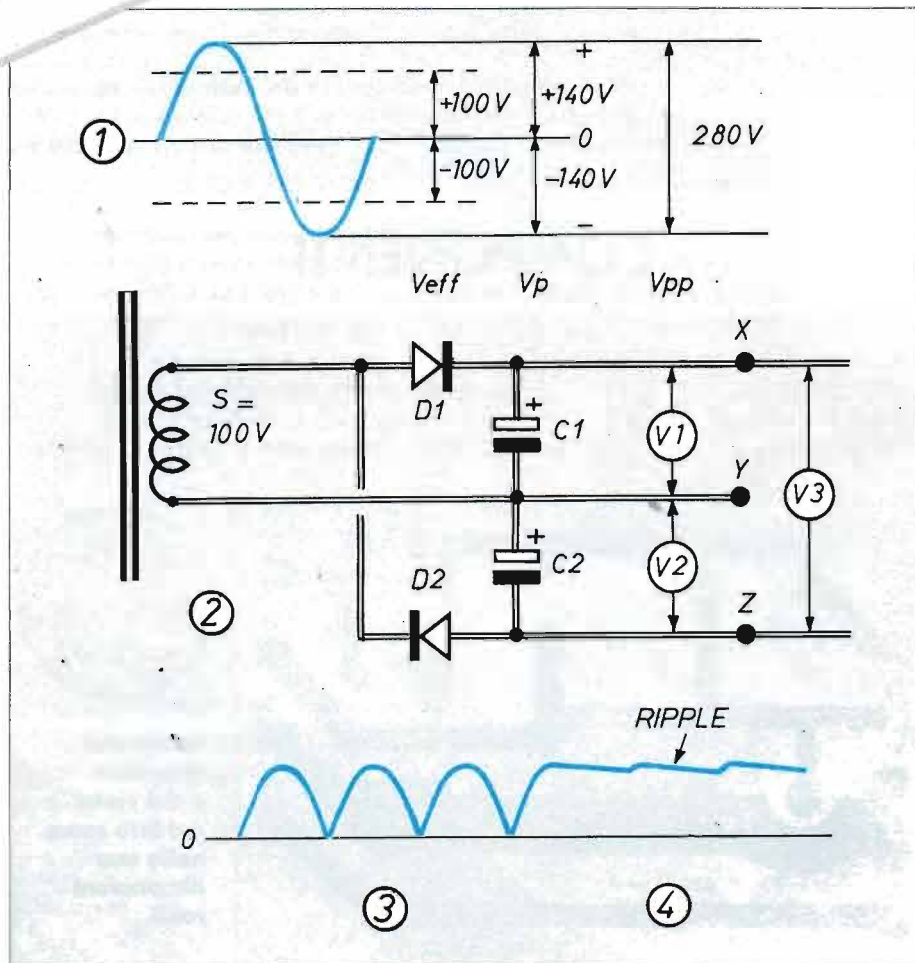 +
+100V
+140V
1
0
280V
-100V
-140V
-
Veff Vp Vpp
X
S =
100V
D1
+
C1
V1
Y
V3
+
C2
V2
D2
Z
2
RIPPLE
0
3
4